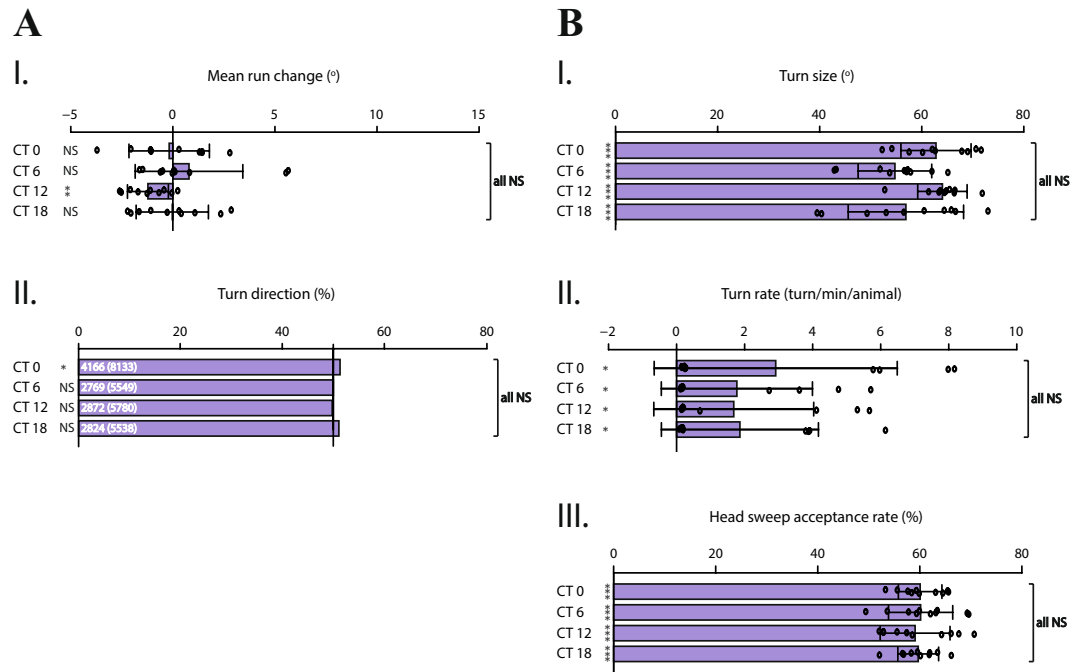 A
I.
Mean run change (º)
−5 0 5 10 15
CT 0 NS
CT 6 NS
CT 12 **
CT 18 NS
all NS
II.
Turn direction (%)
0 20 40 60 80
CT 0 * 4166 (8133)
CT 6 NS 2769 (5549)
CT 12 NS 2872 (5780)
CT 18 NS 2824 (5538)
all NS
B
I.
Turn size (º)
0 40 60 80
CT 0 ***
CT 6 ***
CT 12 ***
CT 18 ***
all NS
II.
Turn rate (turn/min/animal)
−2 0 2 4 6 8 10
CT 0 *
CT 6 *
CT 12 *
CT 18 *
all NS
III.
Head sweep acceptance rate (%)
0 20 40 60 80
CT 0 ***
CT 6 ***
CT 12 ***
CT 18 ***
all NS